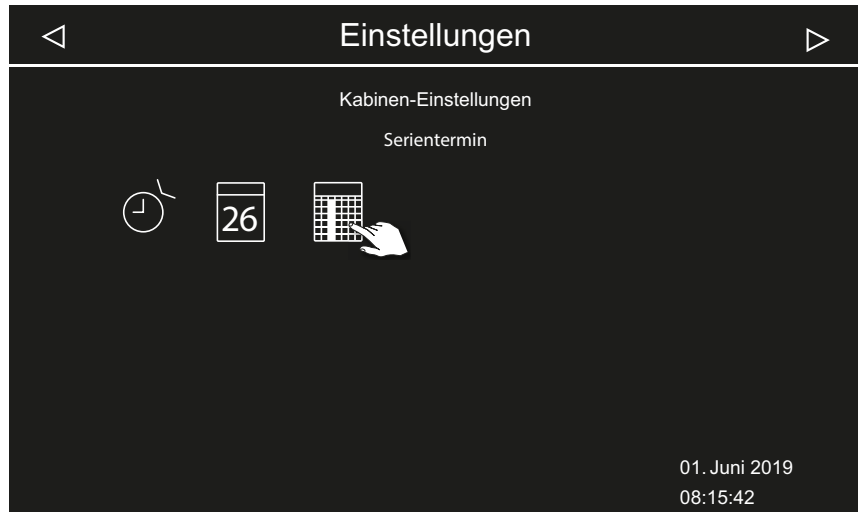 Einstellungen
Kabinen-Einstellungen
Serientermin
26
01. Juni 2019
08:15:42